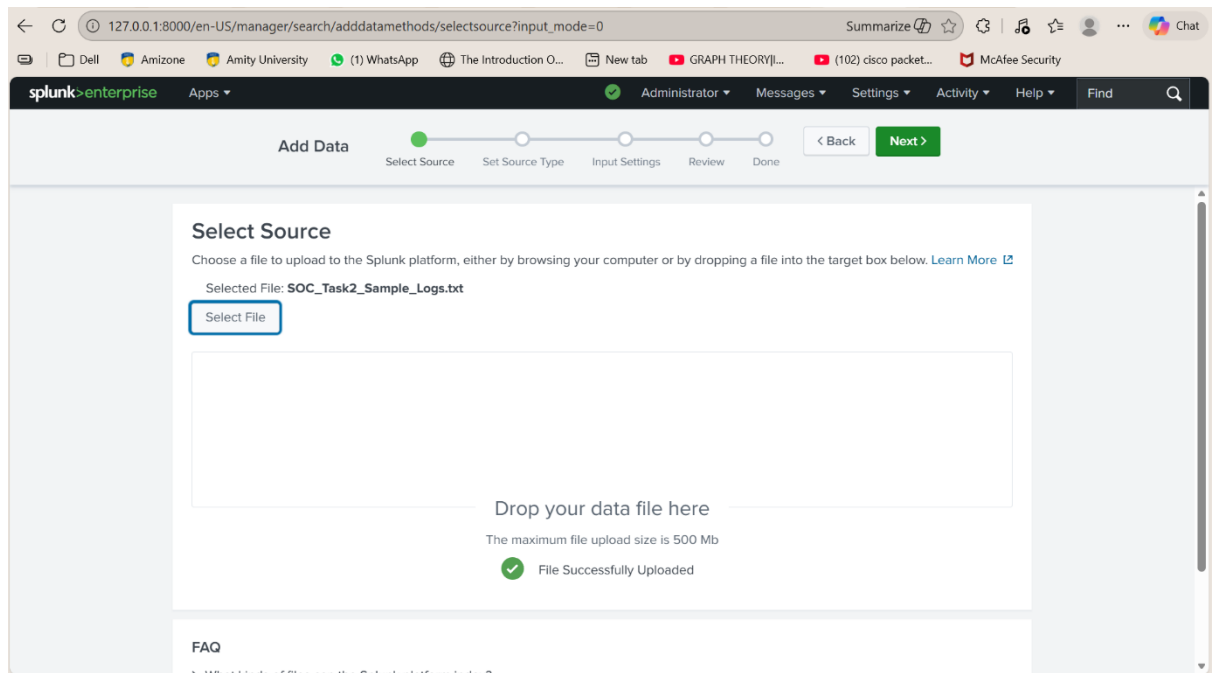 127.0.0.1:8000/en-US/manager/search/adddatamethods/selectsource?input_mode=0 Summarize Chat
Dell Amizone Amity University (1) WhatsApp The Introduction O... New tab GRAPH THEORY|I... (102) cisco packet... McAfee Security
splunk>enterprise Apps Administrator Messages Settings Activity Help Find
Add Data Select Source Set Source Type Input Settings Review Done < Back Next >
Select Source
Choose a file to upload to the Splunk platform, either by browsing your computer or by dropping a file into the target box below. Learn More
Selected File: SOC_Task2_Sample_Logs.txt
Select File
Drop your data file here
The maximum file upload size is 500 Mb
File Successfully Uploaded
FAQ